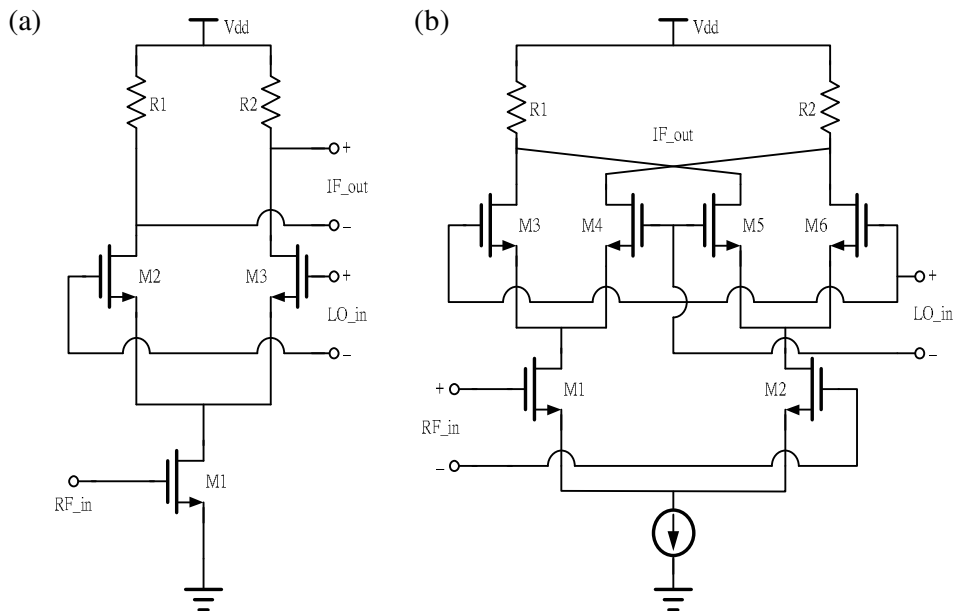 (a)
Vdd
R1
R2
+
IF_out
–
M2
M3
+
LO_in
–
M1
RF_in
(b)
Vdd
R1
R2
IF_out
M3
M4
M5
M6
+
LO_in
–
+
M1
M2
RF_in
–